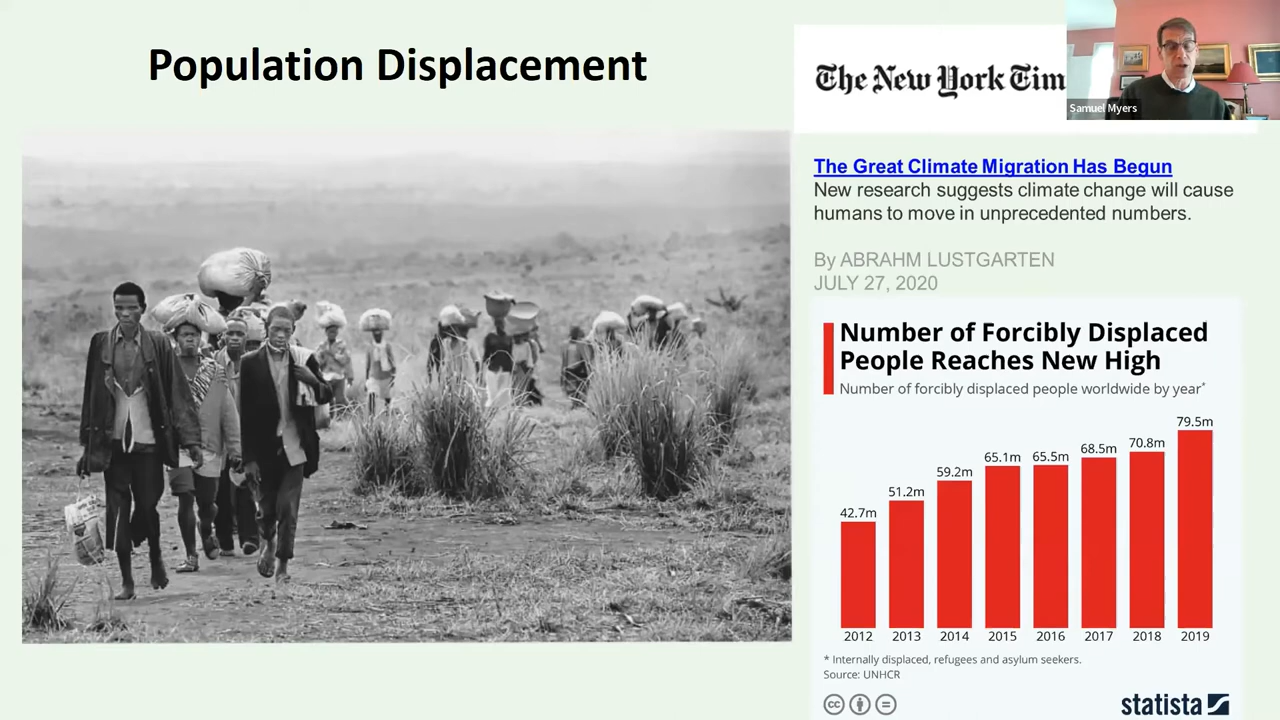 Population Displacement
The New York Tim
Samuel Myers
The Great Climate Migration Has Begun
New research suggests climate change will cause
humans to move in unprecedented numbers.
By ABRAHM LUSTGARTEN
JULY 27, 2020
Number of Forcibly Displaced
People Reaches New High
Number of forcibly displaced people worldwide by year*
42.7m
51.2m
59.2m
65.1m
65.5m
68.5m
70.8m
79.5m
2012 2013 2014 2015 2016 2017 2018 2019
* Internally displaced, refugees and asylum seekers.
Source: UNHCR
cc
statista